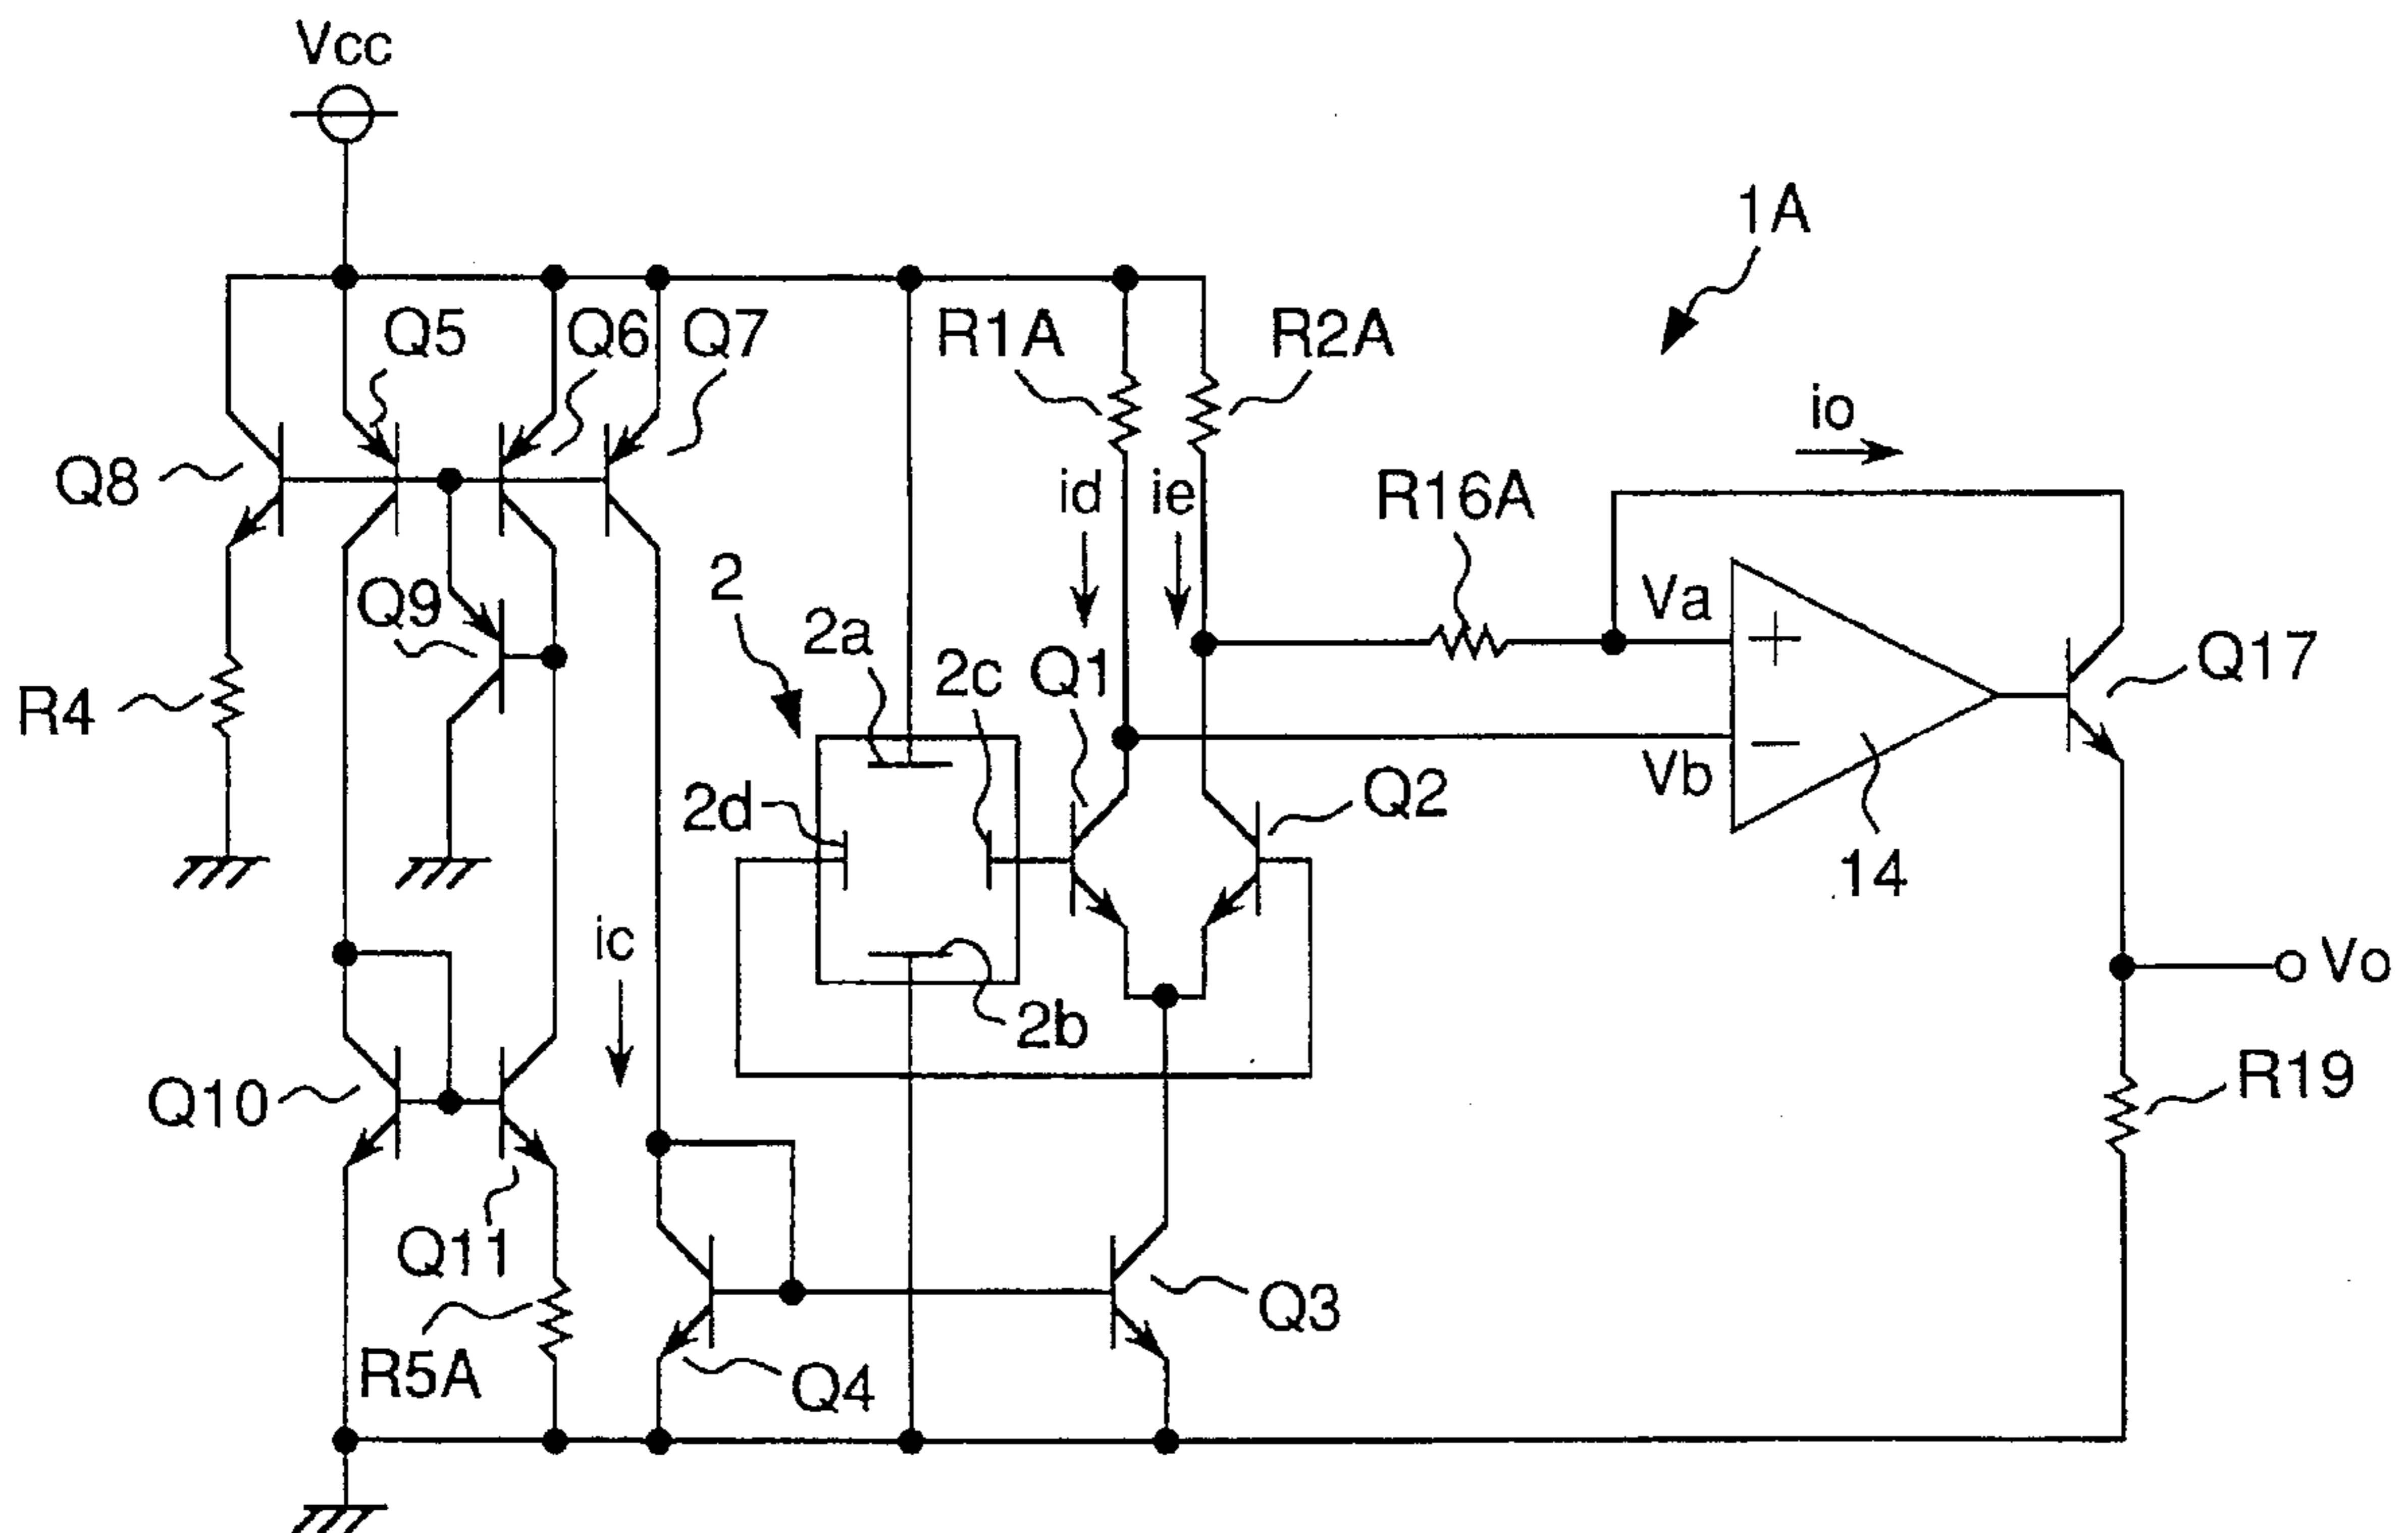 Vcc
1A
Q5
Q6
Q7
R1A
R2A
io
Q8
id
ie
R16A
2
2a
Q9
Va
2c
Q1
Q17
R4
+
−
Vb
2d
Q2
14
ic
Vo
2b
Q10
R19
Q11
Q3
R5A
Q4